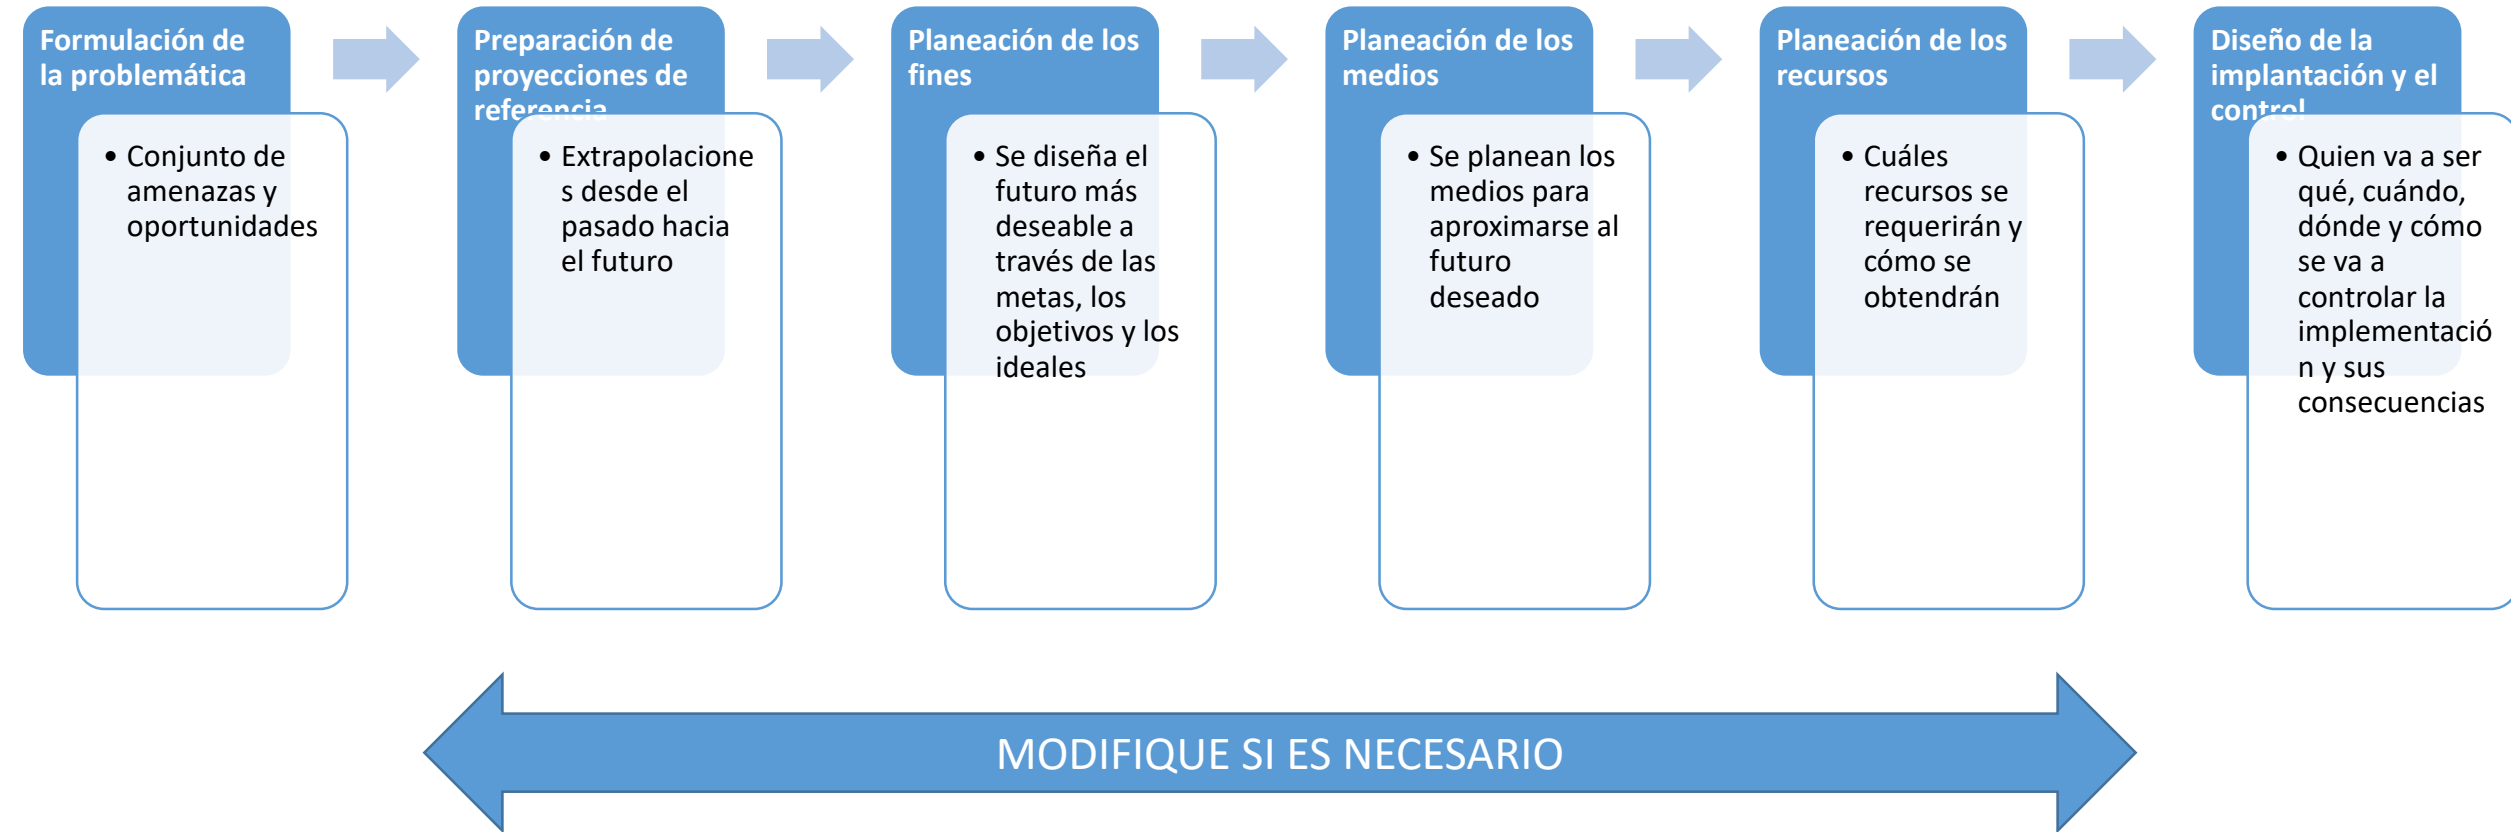 Formulación de
la problemática
• Conjunto de
amenazas y
oportunidades
Preparación de
proyecciones de
referencia
• Extrapolacione
s desde el
pasado hacia
el futuro
Planeación de los
fines
• Se diseña el
futuro más
deseable a
través de las
metas, los
objetivos y los
ideales
Planeación de los
medios
• Se planean los
medios para
aproximarse al
futuro
deseado
Planeación de los
recursos
• Cuáles
recursos se
requerirán y
cómo se
obtendrán
Diseño de la
implantación y el
control
• Quien va a ser
qué, cuándo,
dónde y cómo
se va a
controlar la
implementació
n y sus
consecuencias
MODIFIQUE SI ES NECESARIO